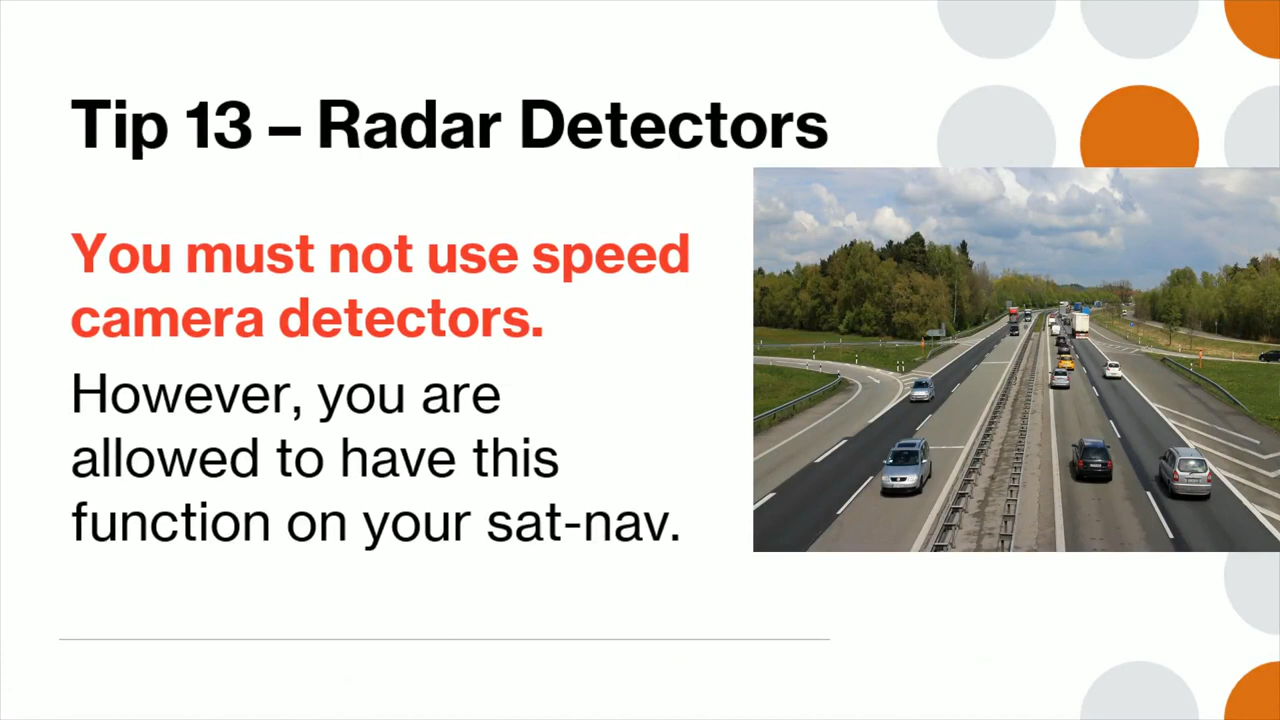 Tip 13 – Radar Detectors
You must not use speed
camera detectors.
However, you are
allowed to have this
function on your sat-nav.